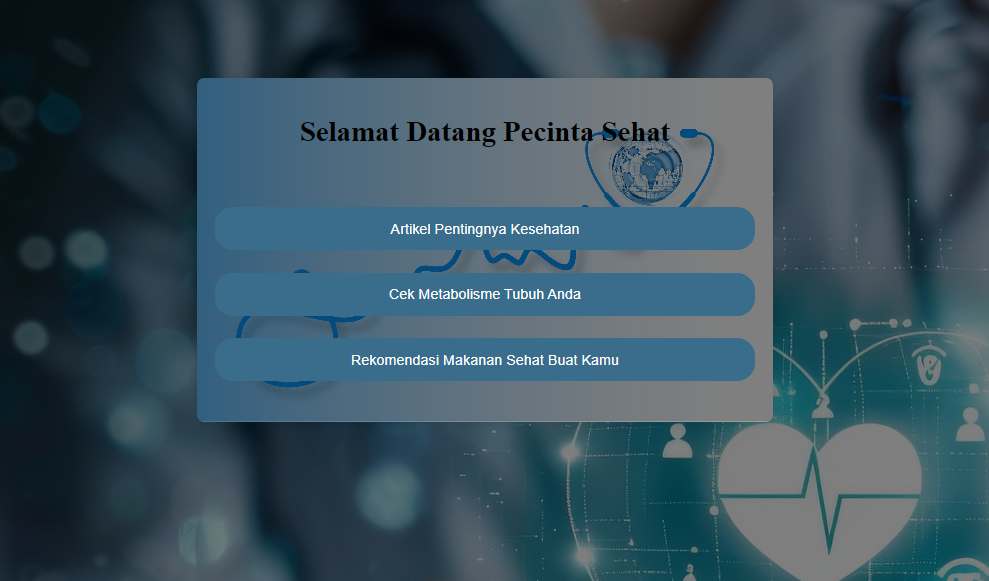 Selamat Datang Pecinta Sehat
Artikel Pentingnya Kesehatan
Cek Metabolisme Tubuh Anda
Rekomendasi Makanan Sehat Buat Kamu